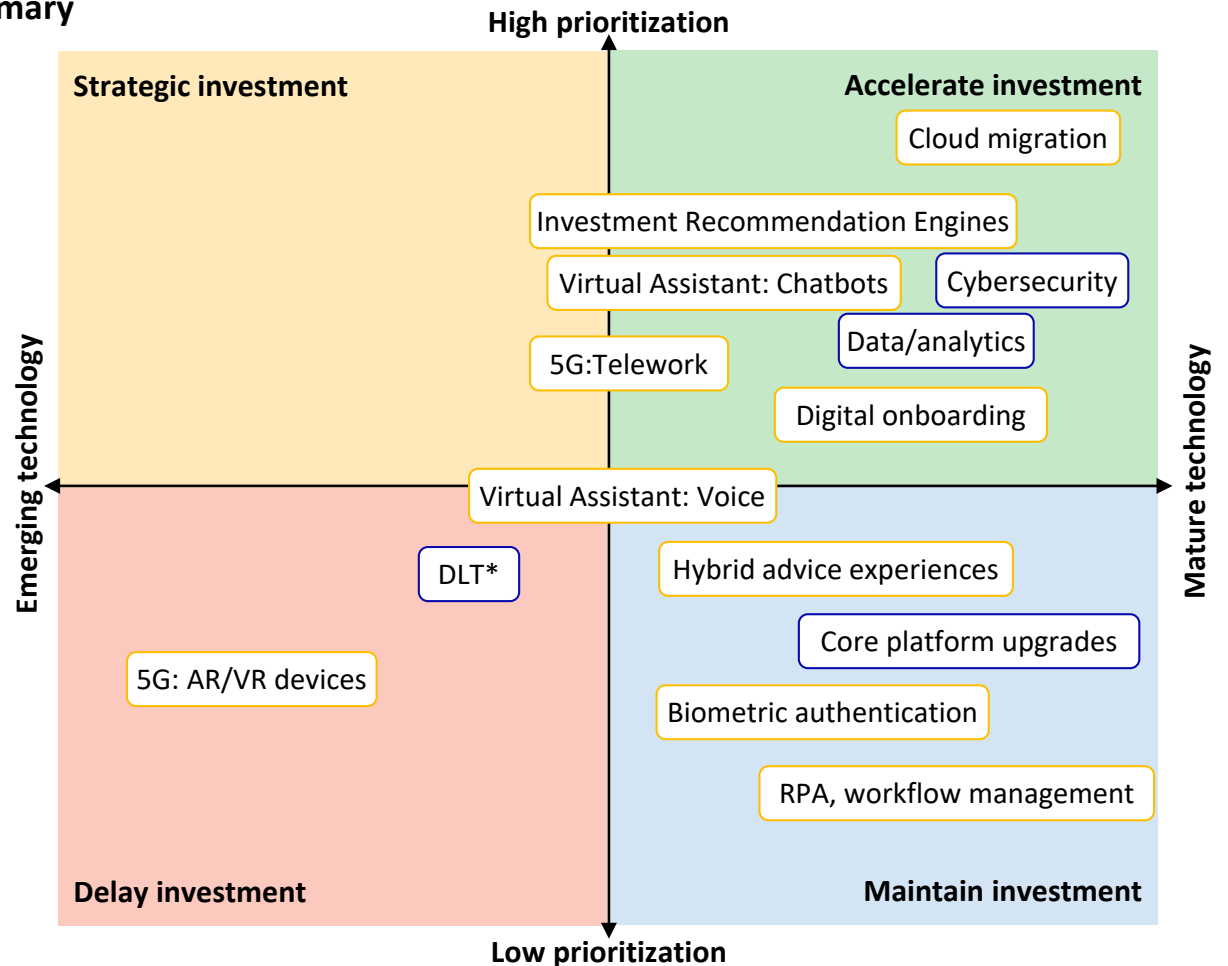 High prioritization
Strategic investment
Accelerate investment
Cloud migration
Investment Recommendation Engines
Virtual Assistant: Chatbots
Cybersecurity
Data/analytics
5G:Telework
Digital onboarding
Emerging technology
Mature technology
Virtual Assistant: Voice
DLT*
Hybrid advice experiences
Core platform upgrades
5G: AR/VR devices
Biometric authentication
RPA, workflow management
Delay investment
Maintain investment
Low prioritization